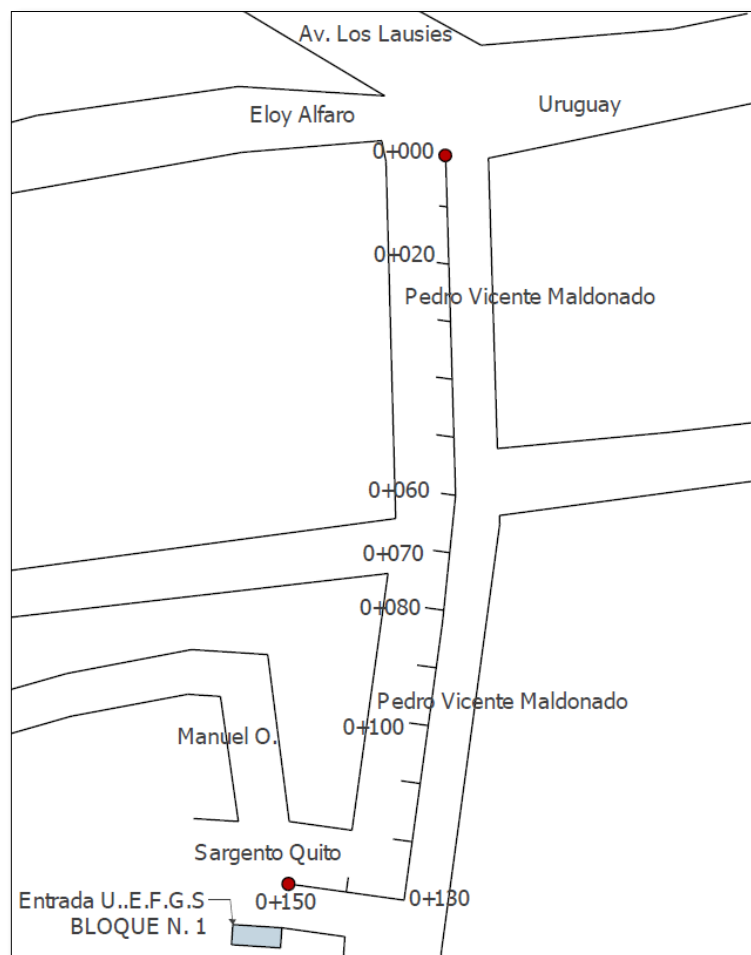 Av. Los Lausies
Uruguay
Eloy Alfaro
0+000
0+020
Pedro Vicente Maldonado
0+060
0+070
0+080
Pedro Vicente Maldonado
0+100
Manuel O.
Sargento Quito
Entrada U..E.F.G.S
0+150
0+130
BLOQUE N. 1